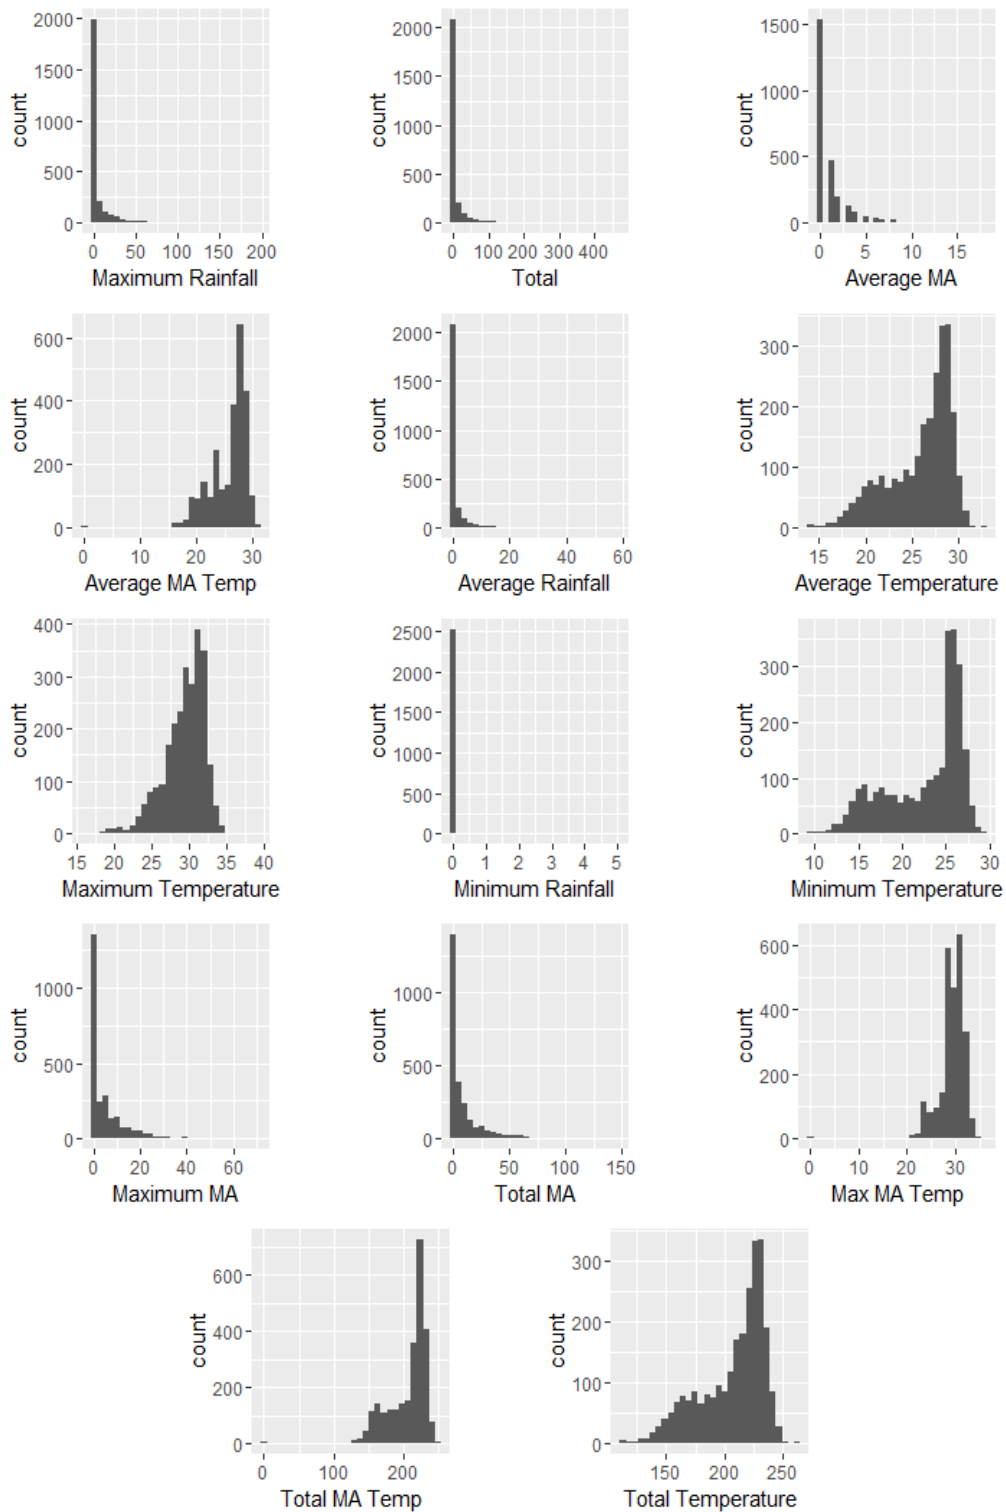 2000
1500
1000
500
0
count
0 50 100 150 200
Maximum Rainfall
2000
1500
1000
500
0
count
0 100 200 300 400
Total
1500
1000
500
0
count
0 5 10 15
Average MA
600
400
200
0
count
0 10 20 30
Average MA Temp
2000
1500
1000
500
0
count
0 20 40 60
Average Rainfall
300
200
100
0
count
15 20 25 30
Average Temperature
400
300
200
100
0
count
15 20 25 30 35 40
Maximum Temperature
2500
2000
1500
1000
500
0
count
0 1 2 3 4 5
Minimum Rainfall
300
200
100
0
count
10 15 20 25 30
Minimum Temperature
1000
500
0
count
0 20 40 60
Maximum MA
1000
500
0
count
0 50 100 150
Total MA
600
400
200
0
count
0 10 20 30
Max MA Temp
600
400
200
0
count
0 100 200
Total MA Temp
300
200
100
0
count
150 200 250
Total Temperature